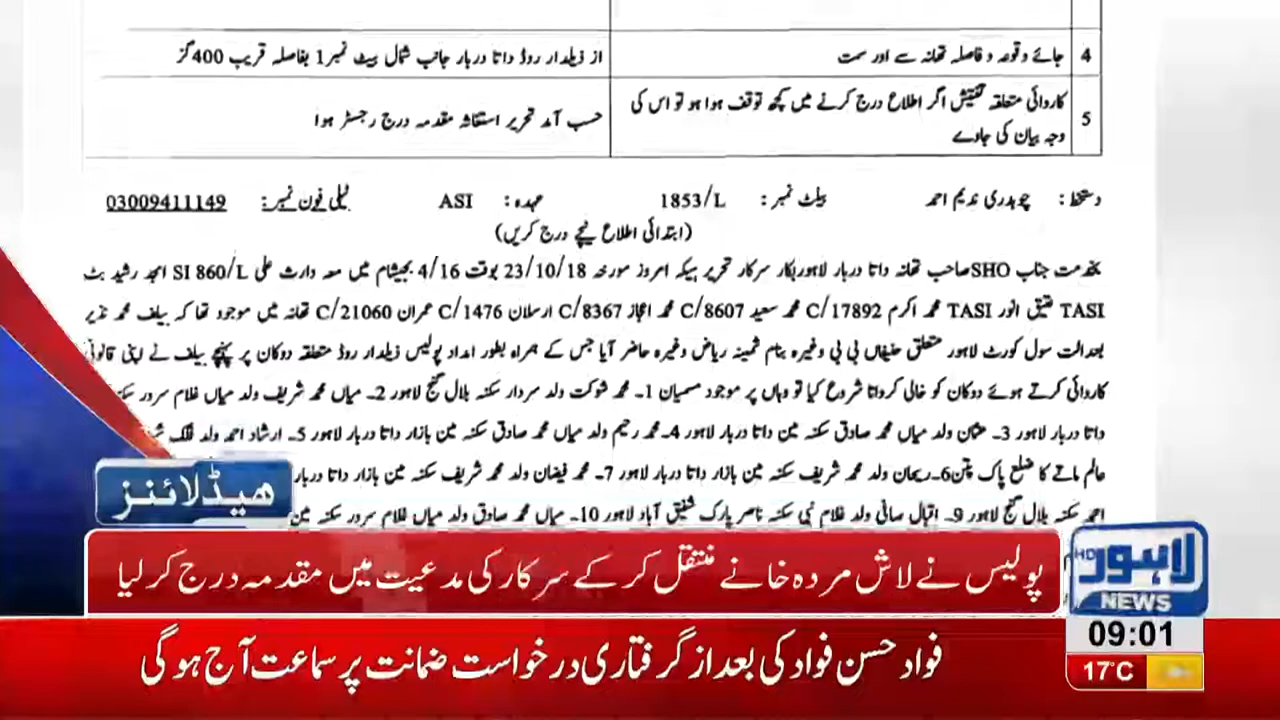 4 جائے وقوعہ و فاصلہ تھانہ سے اور سمت از ذیلدار روڈ داتا دربار جانب شمال بیٹ نمبر 1 بفاصلہ قریب 400 گز
5 کاروائی متعلقہ تفتیش اگر اطلاع درج کرنے میں کچھ توقف ہوا ہو تو اس کی وجہ بیان کی جاوے حسب آمد تحریر استغاثہ مقدمہ درج رجسٹر ہوا
دستخط: چوہدری ندیم احمد بیلٹ نمبر: 1853/L عہدہ: ASI ٹیلی فون نمبر: 03009411149
(ابتدائی اطلاع نیچے درج کریں)
بخدمت جناب SHO صاحب تھانہ داتا دربار لاہور بکار سرکار تحریر ہیکہ امروز مورخہ 23/10/18 بوقت 4/16 بجے شام میں معہ وارث علی SI 860/L امجد رشید بٹ
TASI عتیق انور TASI محمد اکرم C/17892 محمد سعید C/8607 محمد اعجاز C/8367 ارسلان C/1476 عمران C/21060 تھانہ میں موجود تھا کہ بیلف محمد نذیر
بعدالت سول کورٹ لاہور متعلق حنیفاں بی بی وغیرہ بنام ثمینہ ریاض وغیرہ حاضر آیا جس کے ہمراہ بطور امداد پولیس ذیلدار روڈ متعلقہ دوکان پر پہنچے بیلف نے اپنی قانونی
کاروائی کرتے ہوئے دوکان کو خالی کروانا شروع کیا تو وہاں پر موجود مسمیان 1۔ محمد شوکت ولد سردار سکنہ بلال گنج لاہور 2۔ میاں محمد شریف ولد میاں غلام سرور
داتا دربار لاہور 3۔ عثمان ولد میاں محمد صادق سکنہ مین داتا دربار لاہور 4۔ محمد رحیم ولد میاں محمد صادق سکنہ مین بازار داتا دربار لاہور 5۔ ارشاد احمد ولد فلک
عالم ماتے کا ضلع پاک پتن 6۔ ریحان ولد محمد شریف سکنہ مین بازار داتا دربار لاہور 7۔ محمد فیضان ولد محمد شریف سکنہ مین بازار داتا دربار
احمد سکنہ بلال گنج لاہور 9۔ اقبال ساتی ولد غلام نبی سکنہ ناصر پارک شفیق آباد لاہور 10۔ میاں محمد صادق ولد میاں غلام سرور سکنہ مین
ھیڈلائنز
پولیس نے لاش مردہ خانے منتقل کر کے سرکار کی مدعیت میں مقدمہ درج کر لیا
فواد حسن فواد کی بعد از گرفتاری درخواست ضمانت پر سماعت آج ہو گی
لاہور HD
NEWS
09:01
17°C